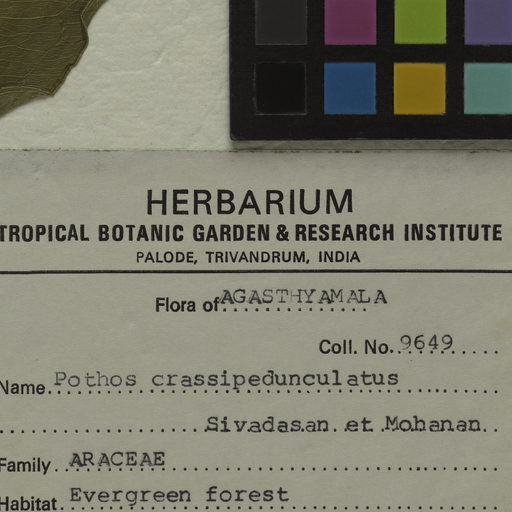 HERBARIUM
TROPICAL BOTANIC GARDEN & RESEARCH INSTITUTE
PALODE, TRIVANDRUM, INDIA
Flora of AGASTHYAMALA
Coll. No. 9649
Name Pothos crassipedunculatus
Sivadasan et Mohanan
Family ARACEAE
Habitat Evergreen forest